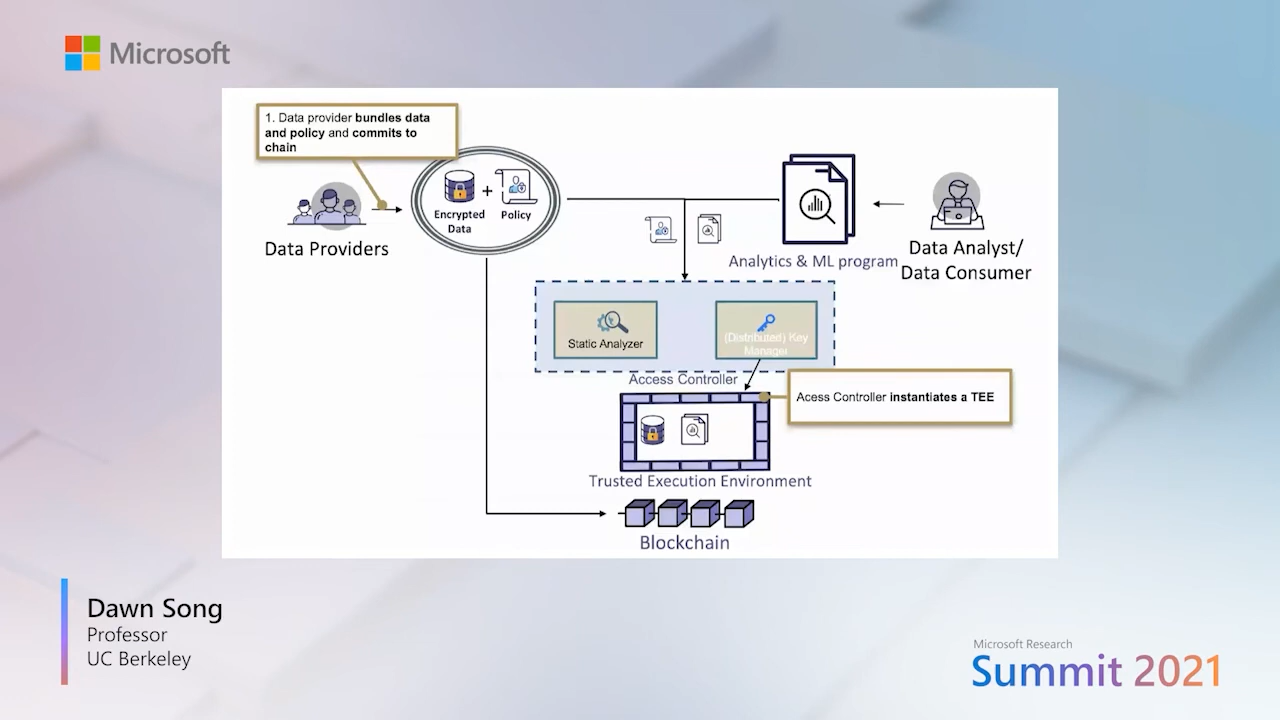 Microsoft
1. Data provider bundles data
and policy and commits to
chain
Encrypted
Data
+
Policy
Data Providers
Analytics & ML program
Data Analyst/
Data Consumer
Static Analyzer
(Distributed) Key
Manager
Access Controller
Acess Controller instantiates a TEE
Trusted Execution Environment
Blockchain
Dawn Song
Professor
UC Berkeley
Microsoft Research
Summit 2021